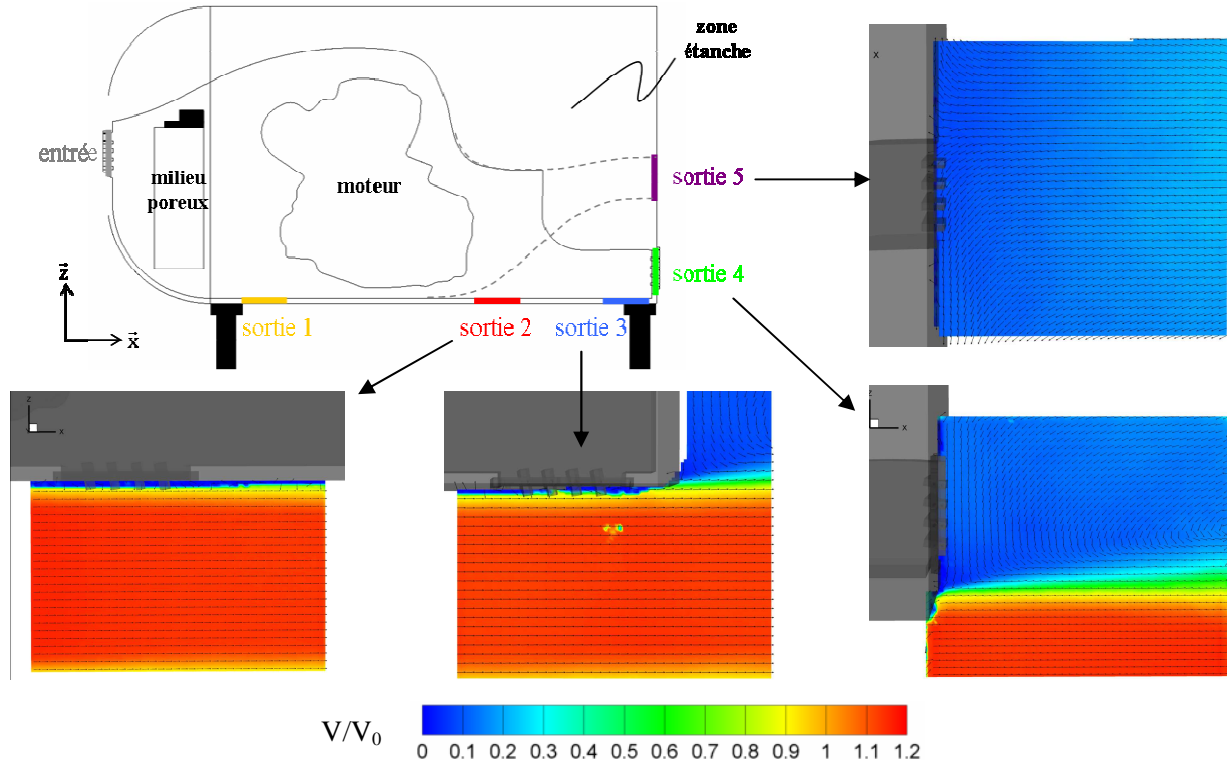 zone
étanche
entrée
milieu
poreux
moteur
sortie 5
sortie 4
sortie 1
sortie 2
sortie 3
z
x
x
z
x
z
x
V/V0
0 0.1 0.2 0.3 0.4 0.5 0.6 0.7 0.8 0.9 1 1.1 1.2